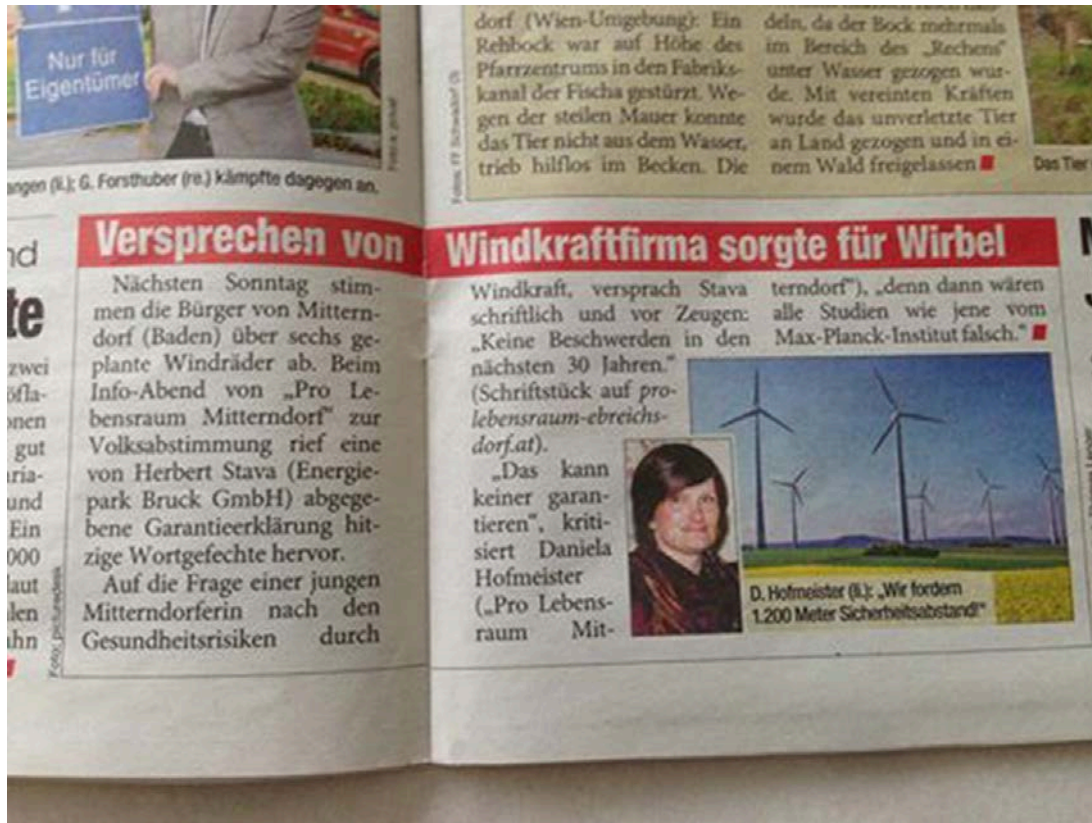 Nur für
Eigentümer
angen (li.); G. Forsthuber (re.) kämpfte dagegen an.
dorf (Wien-Umgebung): Ein
Rehbock war auf Höhe des
Pfarrzentrums in den Fabriks-
kanal der Fischa gestürzt. We-
gen der steilen Mauer konnte
das Tier nicht aus dem Wasser,
trieb hilflos im Becken. Die
deln, da der Bock mehrmals
im Bereich des „Rechens“
unter Wasser gezogen wur-
de. Mit vereinten Kräften
wurde das unverletzte Tier
an Land gezogen und in ei-
nem Wald freigelassen
Das Tier
nd
te
zwei
öfla-
onen
gut
aria-
und
Ein
000
laut
alen
ahn
Foto: picturedesk
Versprechen von Windkraftfirma sorgte für Wirbel
Nächsten Sonntag stim-
men die Bürger von Mittern-
dorf (Baden) über sechs ge-
plante Windräder ab. Beim
Info-Abend von „Pro Le-
bensraum Mitterndorf“ zur
Volksabstimmung rief eine
von Herbert Stava (Energie-
park Bruck GmbH) abgege-
bene Garantieerklärung hit-
zige Wortgefechte hervor.
Auf die Frage einer jungen
Mitterndorferin nach den
Gesundheitsrisiken durch
Windkraft, versprach Stava
schriftlich und vor Zeugen:
„Keine Beschwerden in den
nächsten 30 Jahren.“
(Schriftstück auf pro-
lebensraum-ebreichs-
dorf.at).
„Das kann
keiner garan-
tieren“, kriti-
siert Daniela
Hofmeister
(„Pro Lebens-
raum Mit-
terndorf“), „denn dann wären
alle Studien wie jene vom
Max-Planck-Institut falsch.“
D. Hofmeister (li.): „Wir fordern
1.200 Meter Sicherheitsabstand!“